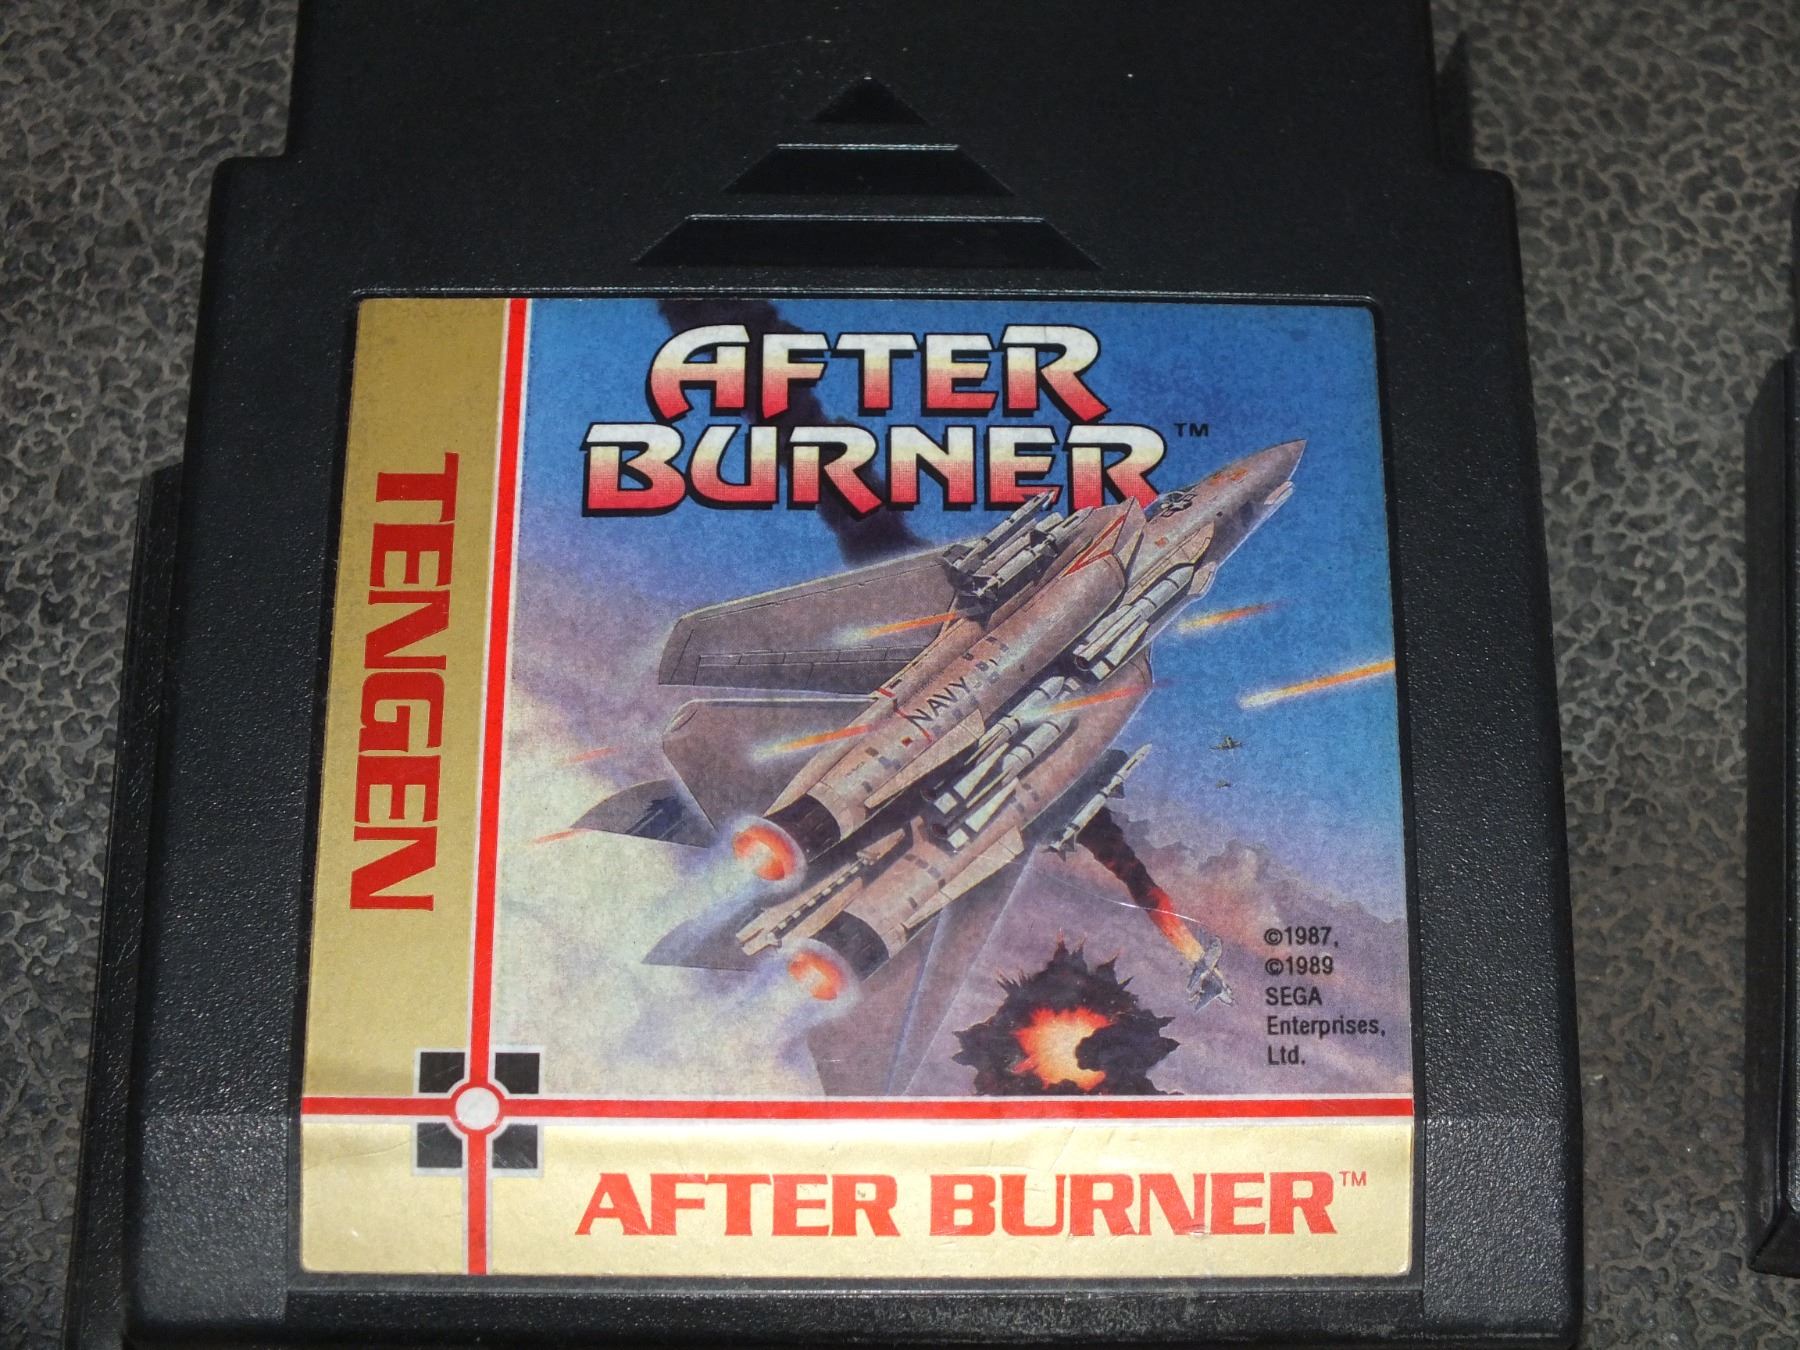 AFTER
BURNER™
TENGEN
NAVY
©1987,
©1989
SEGA
Enterprises,
Ltd.
AFTER BURNER™